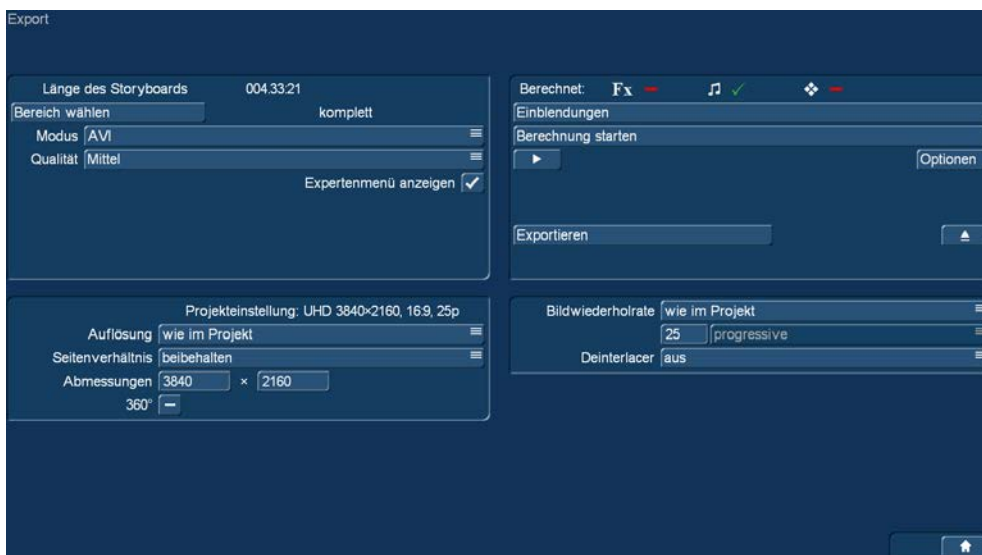 Export
Länge des Storyboards 004.33:21
Bereich wählen komplett
Modus AVI
Qualität Mittel
Expertenmenü anzeigen
Berechnet: Fx
Einblendungen
Berechnung starten
Optionen
Exportieren
Projekteinstellung: UHD 3840×2160, 16:9, 25p
Auflösung wie im Projekt
Seitenverhältnis beibehalten
Abmessungen 3840 × 2160
360°
Bildwiederholrate wie im Projekt
25 progressive
Deinterlacer aus